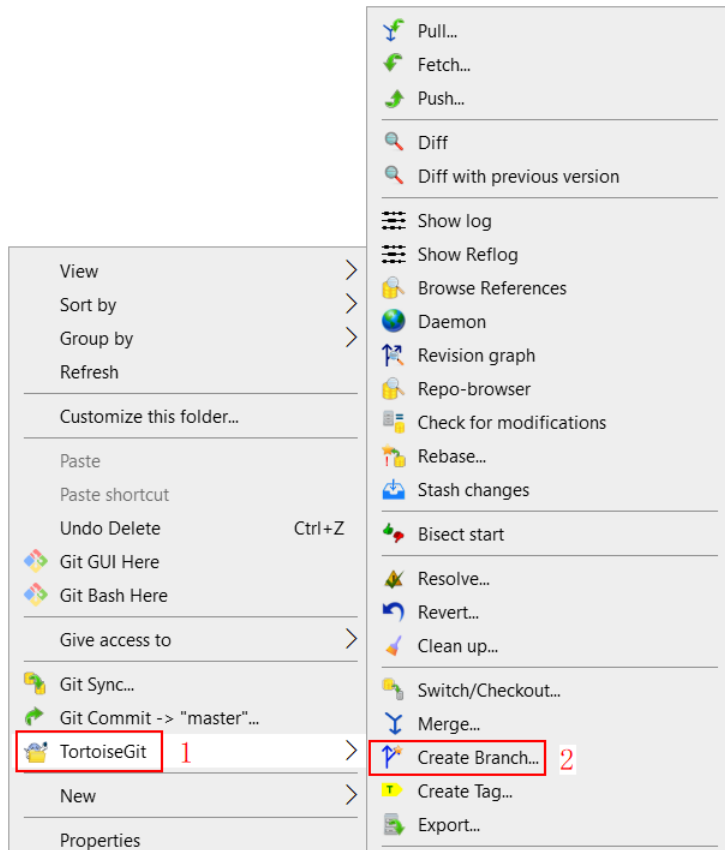 View
Sort by
Group by
Refresh
Customize this folder...
Paste
Paste shortcut
Undo Delete Ctrl+Z
Git GUI Here
Git Bash Here
Give access to
Git Sync...
Git Commit -> "master"...
TortoiseGit 1
New
Properties
Pull...
Fetch...
Push...
Diff
Diff with previous version
Show log
Show Reflog
Browse References
Daemon
Revision graph
Repo-browser
Check for modifications
Rebase...
Stash changes
Bisect start
Resolve...
Revert...
Clean up...
Switch/Checkout...
Merge...
Create Branch... 2
Create Tag...
Export...